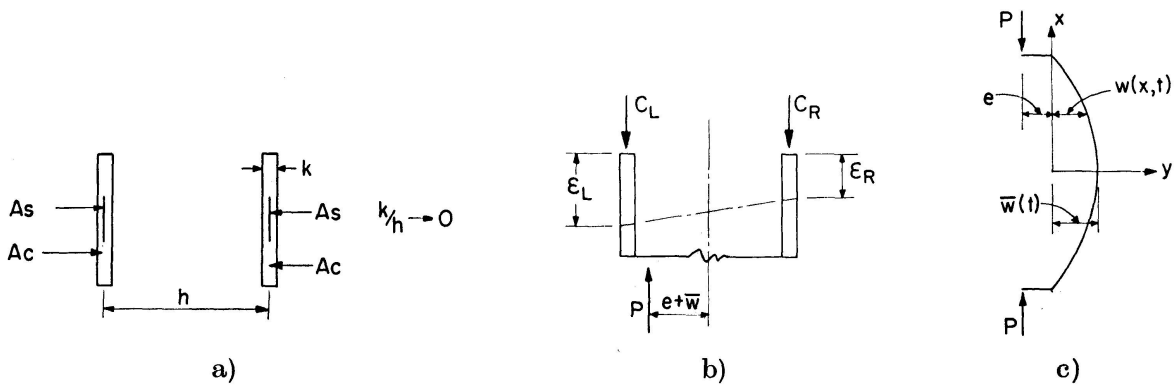 As
Ac
k
As
Ac
k/h → 0
h
a)
C_L
C_R
ε_L
ε_R
P
e+w̅
b)
P
x
e
w(x,t)
y
w̅(t)
P
c)